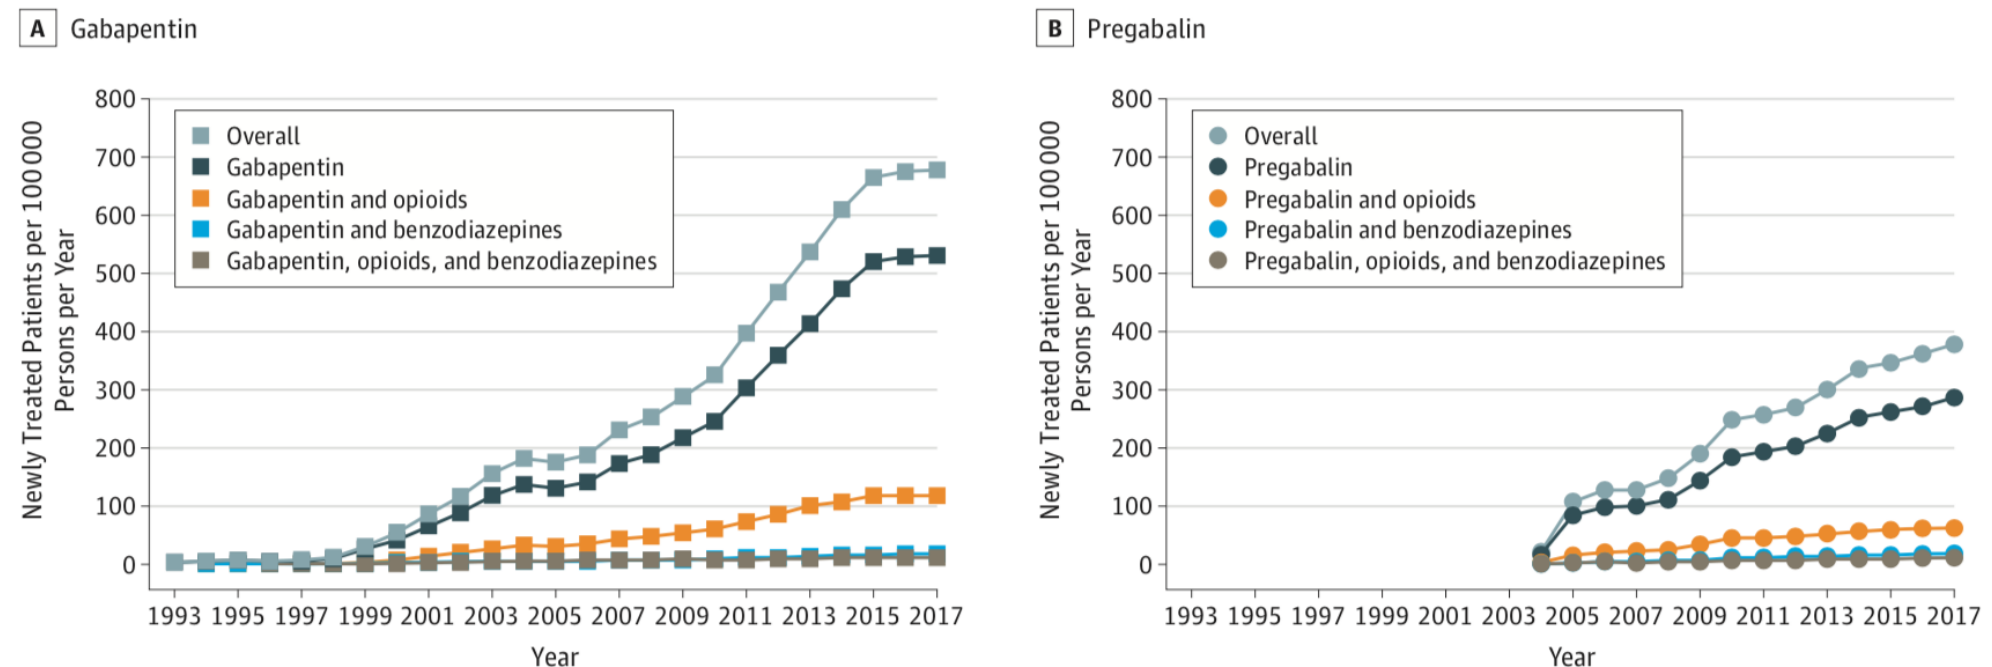 A Gabapentin
Newly Treated Patients per 100 000
Persons per Year
800
700
600
500
400
300
200
100
0
Overall
Gabapentin
Gabapentin and opioids
Gabapentin and benzodiazepines
Gabapentin, opioids, and benzodiazepines
1993 1995 1997 1999 2001 2003 2005 2007 2009 2011 2013 2015 2017
Year
B Pregabalin
Newly Treated Patients per 100 000
Persons per Year
800
700
600
500
400
300
200
100
0
Overall
Pregabalin
Pregabalin and opioids
Pregabalin and benzodiazepines
Pregabalin, opioids, and benzodiazepines
1993 1995 1997 1999 2001 2003 2005 2007 2009 2011 2013 2015 2017
Year